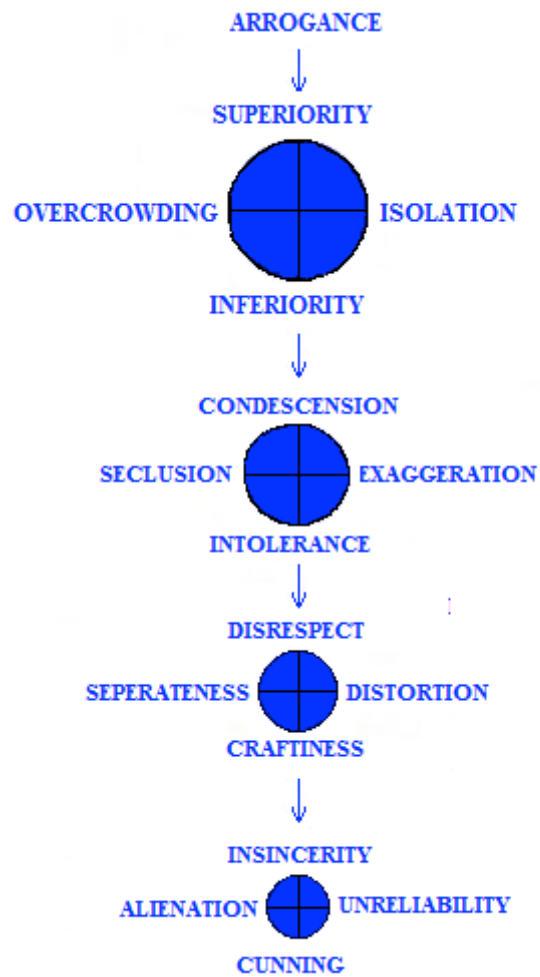 ARROGANCE
SUPERIORITY
OVERCROWDING ISOLATION
INFERIORITY
CONDESCENSION
SECLUSION EXAGGERATION
INTOLERANCE
DISRESPECT
SEPERATENESS DISTORTION
CRAFTINESS
INSINCERITY
ALIENATION UNRELIABILITY
CUNNING